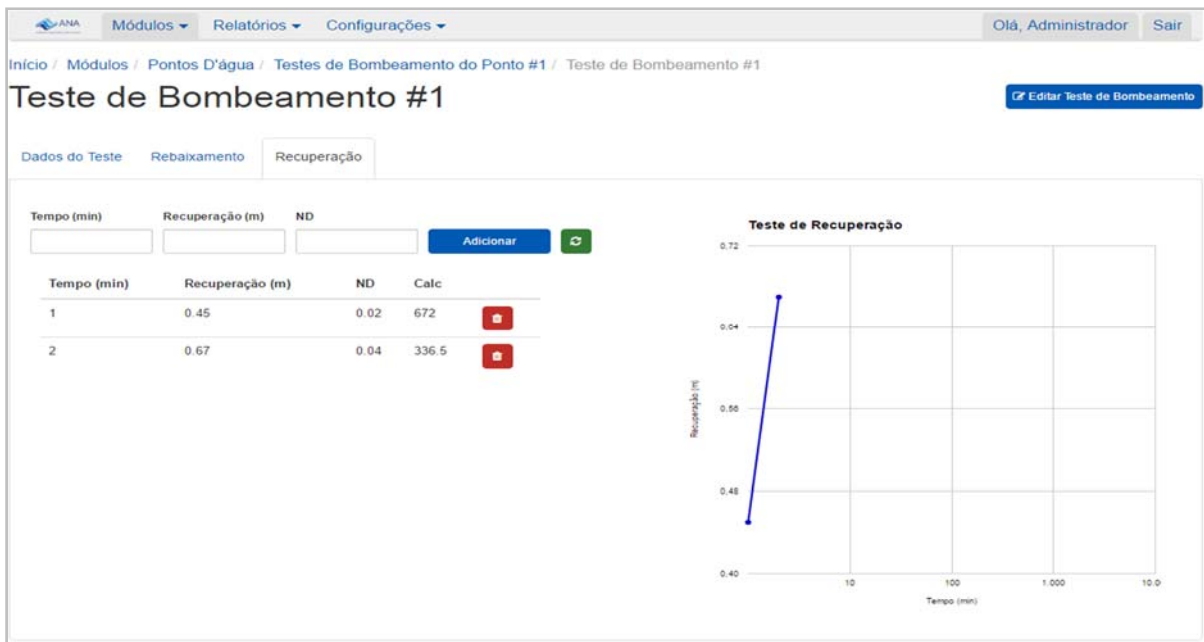 ANA Módulos Relatórios Configurações Olá, Administrador Sair
Início / Módulos / Pontos D'água / Testes de Bombeamento do Ponto #1 / Teste de Bombeamento #1
Teste de Bombeamento #1
Editar Teste de Bombeamento
Dados do Teste Rebaixamento Recuperação
Tempo (min) Recuperação (m) ND
Adicionar
Tempo (min) Recuperação (m) ND Calc
1 0.45 0.02 672
2 0.67 0.04 336.5
Teste de Recuperação
0,72
0,64
0,56
0,48
0,40
Recuperação (m)
10 100 1.000 10.0
Tempo (min)